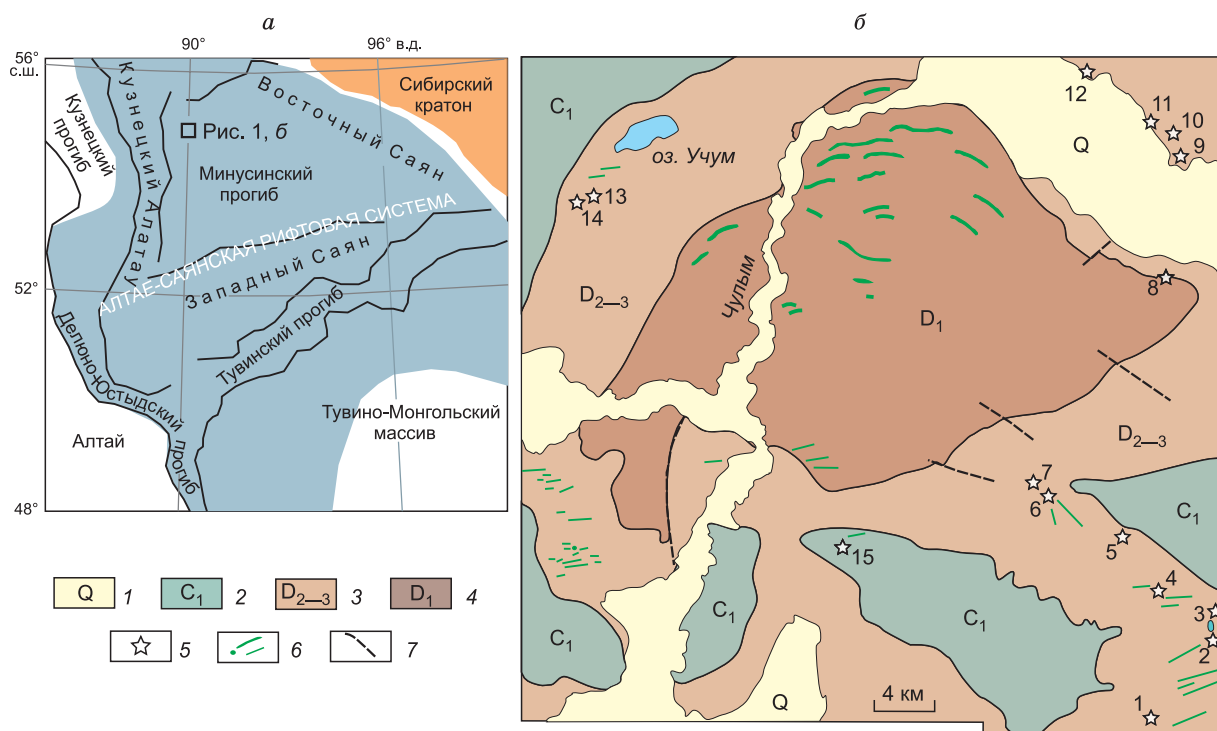 а
90°
96° в.д.
56°
с.ш.
Кузнецкий
прогиб
Кузнецкий Алатау
Восточный Саян
Сибирский
кратон
Рис. 1, б
Минусинский
прогиб
АЛТАЕ-САЯНСКАЯ РИФТОВАЯ СИСТЕМА
Западный Саян
52°
Тувинский прогиб
Делюно-Юстыдский прогиб
Тувино-Монгольский
массив
Алтай
48°
Q 1
C1 2
D2—3 3
D1 4
5
6
7
б
C1
оз. Учум
12
11
10
9
Q
13
14
D2—3
Чулым
8
D1
D2—3
7
6
C1
5
15
4
3
C1
C1
C1
2
Q
4 км
1